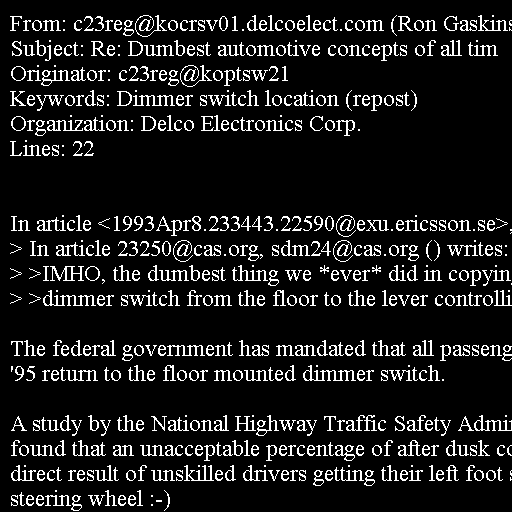 From: c23reg@kocrsv01.delcoelect.com (Ron Gaskins
Subject: Re: Dumbest automotive concepts of all tim
Originator: c23reg@koptsw21
Keywords: Dimmer switch location (repost)
Organization: Delco Electronics Corp.
Lines: 22
In article <1993Apr8.233443.22590@exu.ericsson.se>,
> In article 23250@cas.org, sdm24@cas.org () writes:
> >IMHO, the dumbest thing we *ever* did in copyin
> >dimmer switch from the floor to the lever controlli
The federal government has mandated that all passeng
'95 return to the floor mounted dimmer switch.
A study by the National Highway Traffic Safety Admi
found that an unacceptable percentage of after dusk co
direct result of unskilled drivers getting their left foot s
steering wheel :-)